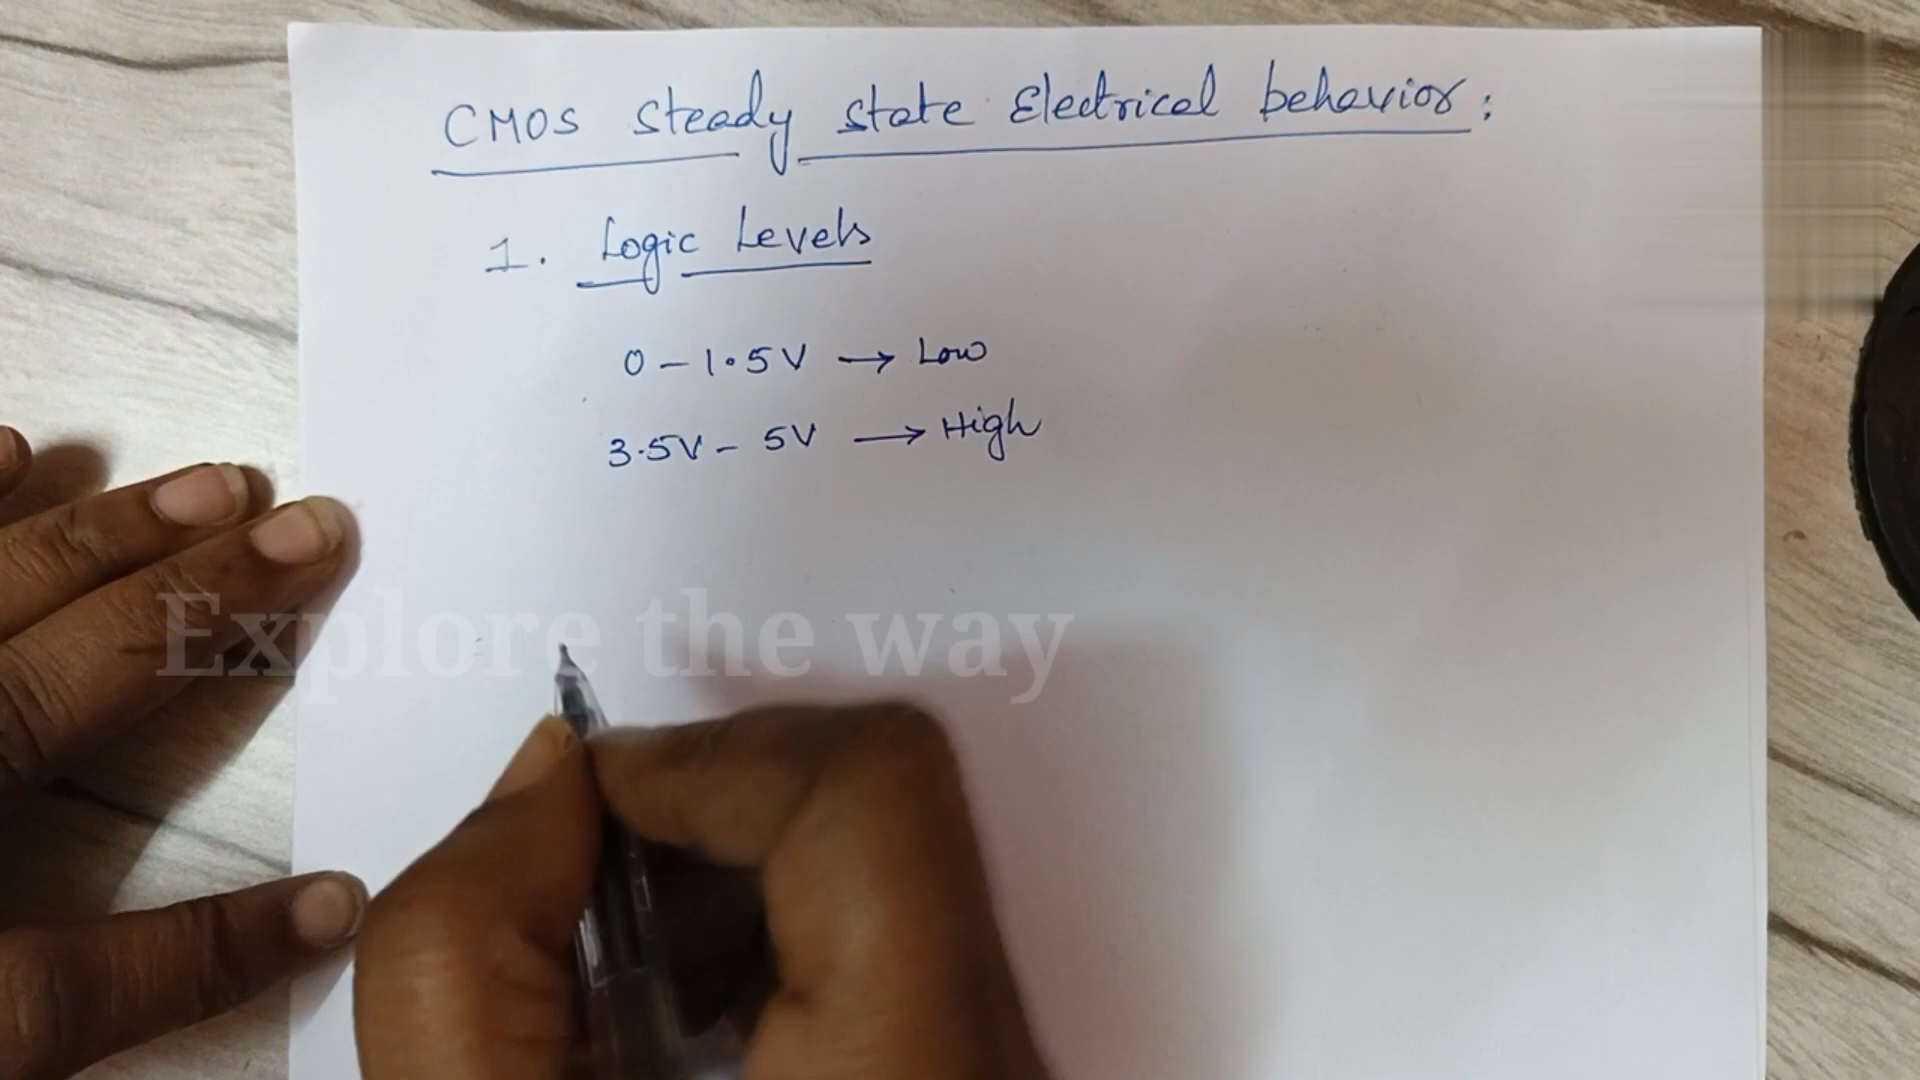 CMOS Steady State Electrical behavior:
1. Logic Levels
0 – 1.5V → Low
3.5V – 5V → High
Explore the way